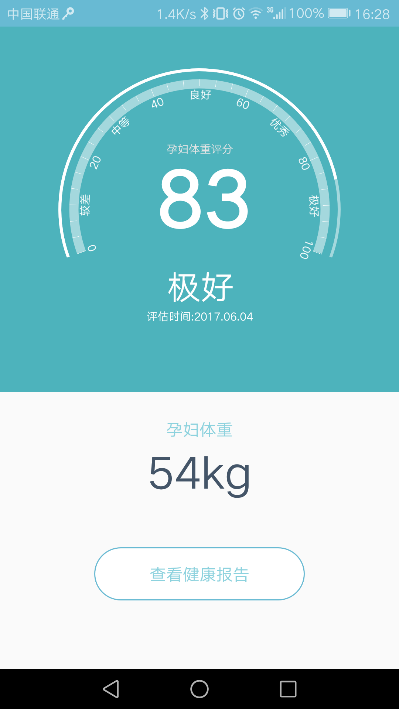 中国联通 1.4K/s 3G 100% 16:28
良好
40 60
中等 优秀
孕妇体重评分
20 80
83
较差 极好
0 100
极好
评估时间:2017.06.04
孕妇体重
54kg
查看健康报告